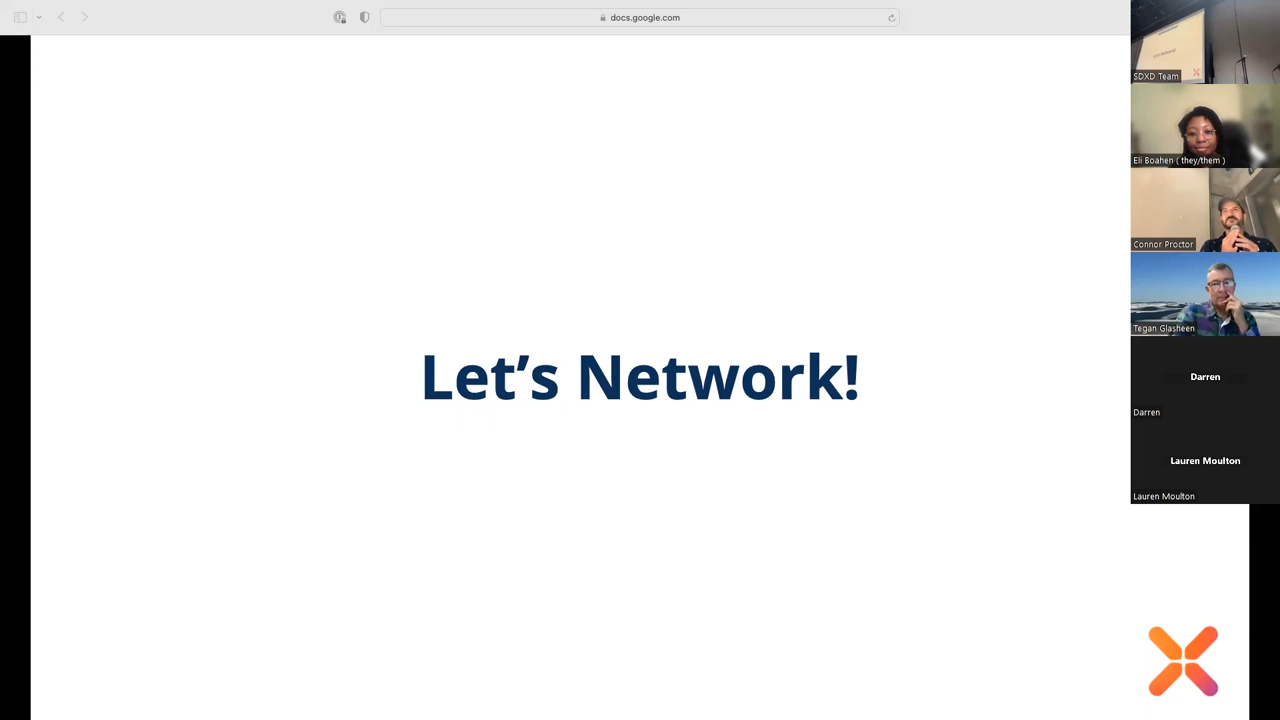 docs.google.com
Let’s Network!
SDXD Team
Eli Boahen ( they/them )
Connor Proctor
Tegan Glasheen
Darren
Darren
Lauren Moulton
Lauren Moulton